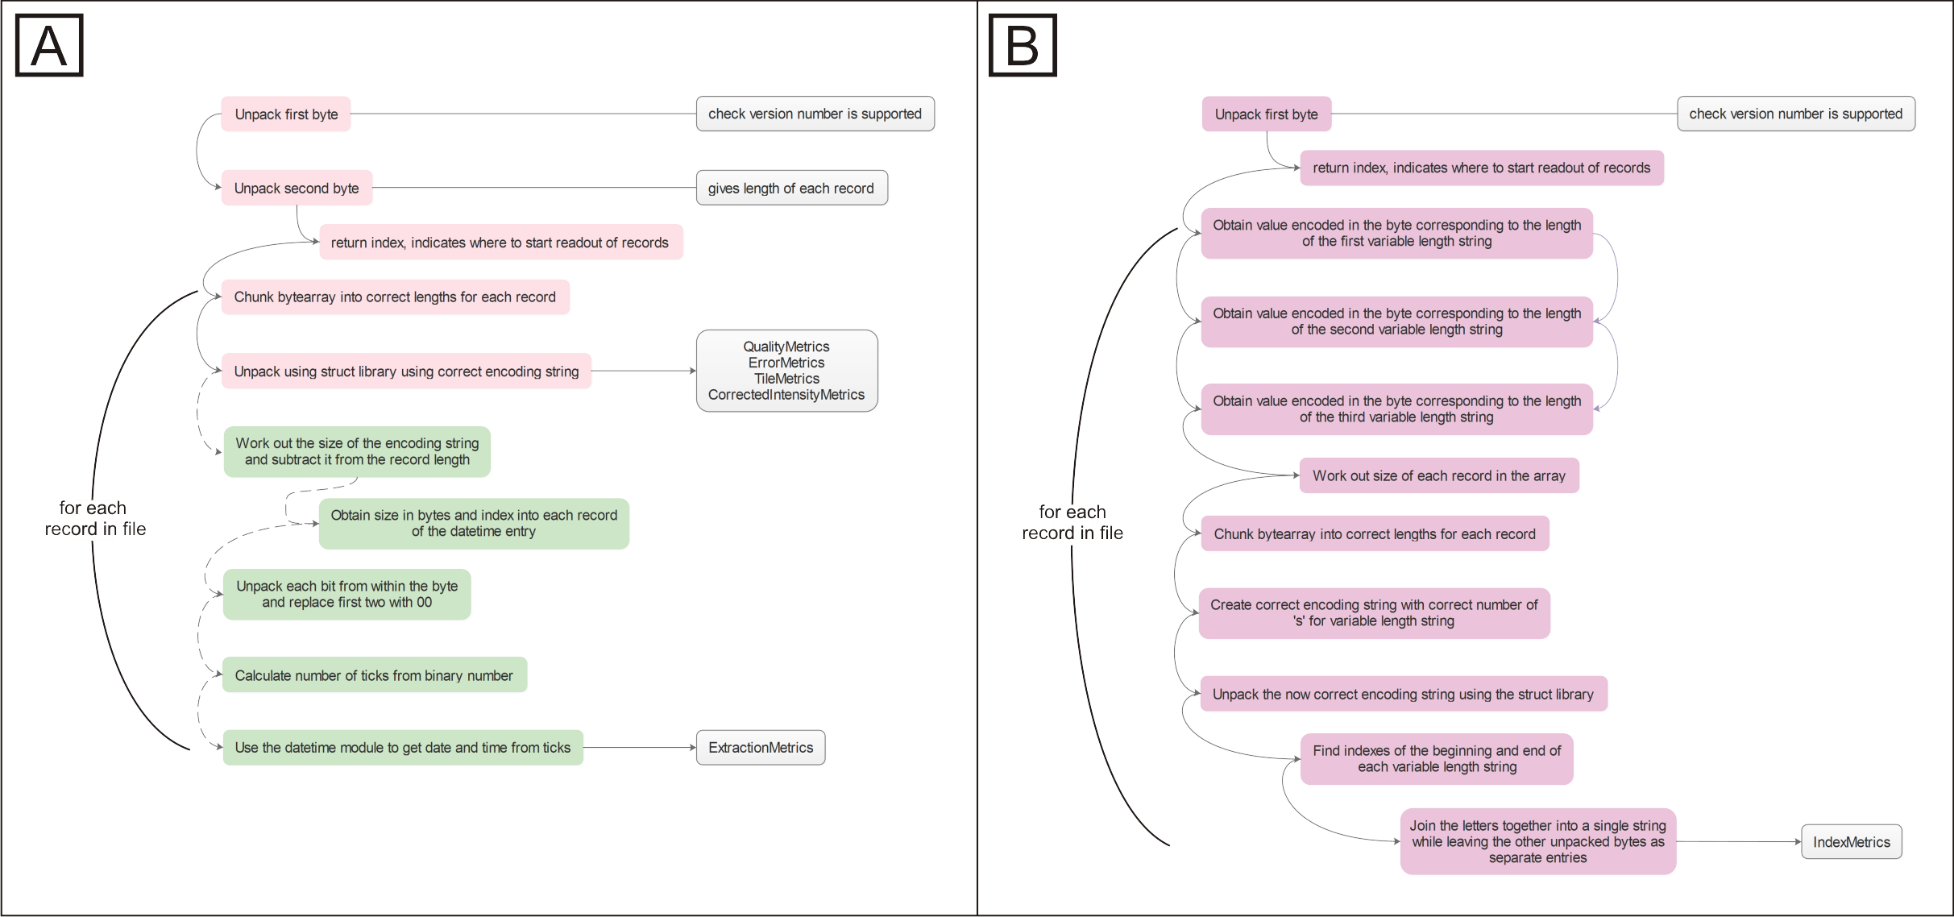 A
Unpack first byte
check version number is supported
Unpack second byte
gives length of each record
return index, indicates where to start readout of records
Chunk bytearray into correct lengths for each record
Unpack using struct library using correct encoding string
QualityMetrics
ErrorMetrics
TileMetrics
CorrectedIntensityMetrics
Work out the size of the encoding string
and subtract it from the record length
for each
record in file
Obtain size in bytes and index into each record
of the datetime entry
Unpack each bit from within the byte
and replace first two with 00
Calculate number of ticks from binary number
Use the datetime module to get date and time from ticks
ExtractionMetrics
B
Unpack first byte
check version number is supported
return index, indicates where to start readout of records
Obtain value encoded in the byte corresponding to the length
of the first variable length string
Obtain value encoded in the byte corresponding to the length
of the second variable length string
Obtain value encoded in the byte corresponding to the length
of the third variable length string
Work out size of each record in the array
for each
record in file
Chunk bytearray into correct lengths for each record
Create correct encoding string with correct number of
's' for variable length string
Unpack the now correct encoding string using the struct library
Find indexes of the beginning and end of
each variable length string
Join the letters together into a single string
while leaving the other unpacked bytes as
separate entries
IndexMetrics